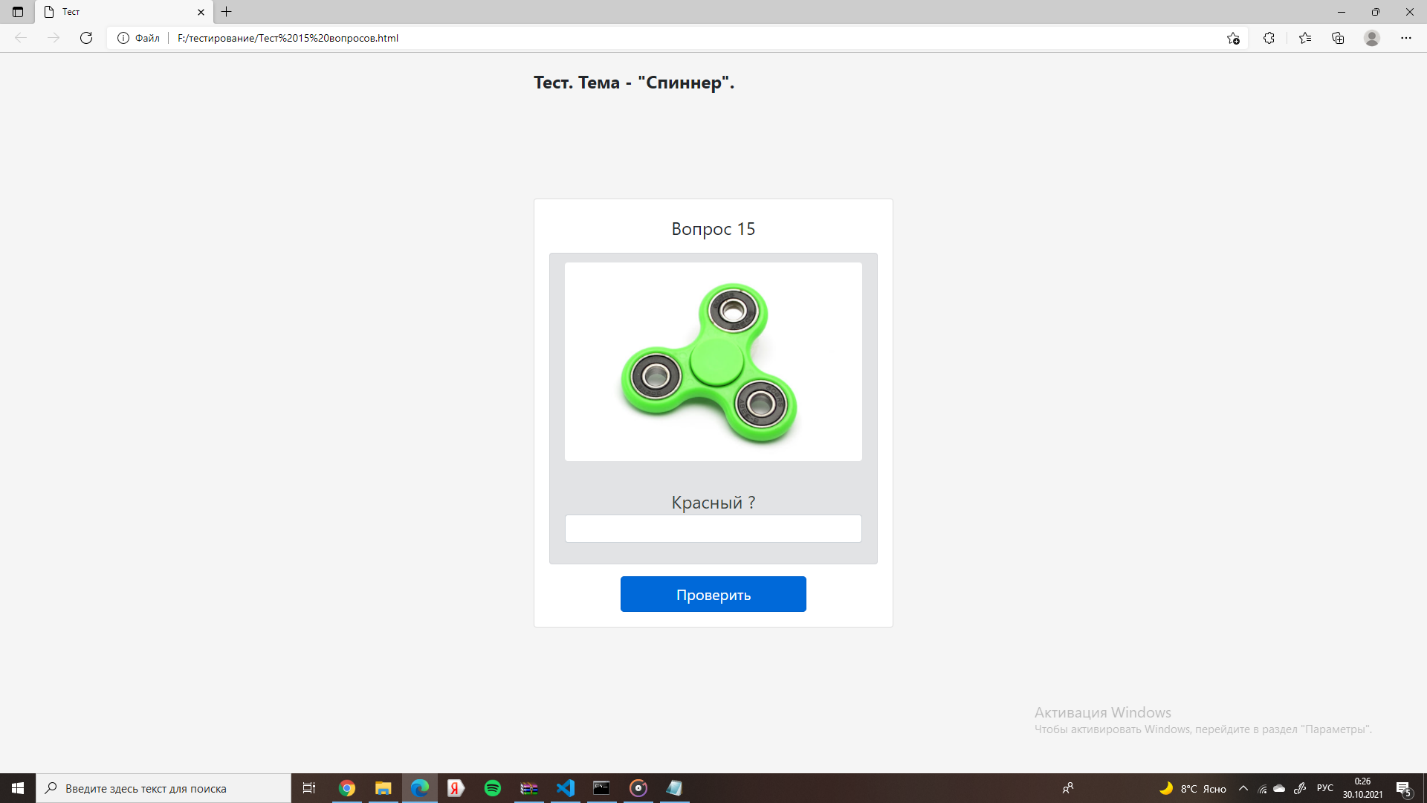 Тест
Файл
F:/тестирование/Тест%2015%20вопросов.html
Тест. Тема - "Спиннер".
Вопрос 15
Красный ?
Проверить
Активация Windows
Чтобы активировать Windows, перейдите в раздел "Параметры".
Введите здесь текст для поиска
8°C Ясно
РУС
0:26
30.10.2021
5